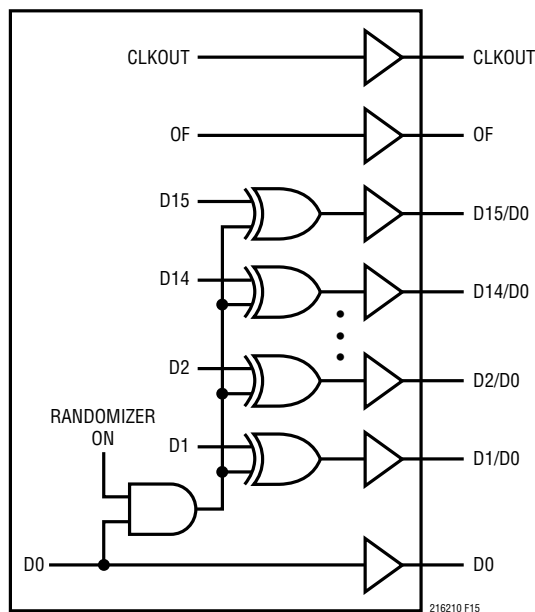 CLKOUT CLKOUT
OF OF
D15 D15/D0
D14 D14/D0
D2 D2/D0
RANDOMIZER
ON
D1 D1/D0
D0 D0
216210 F15